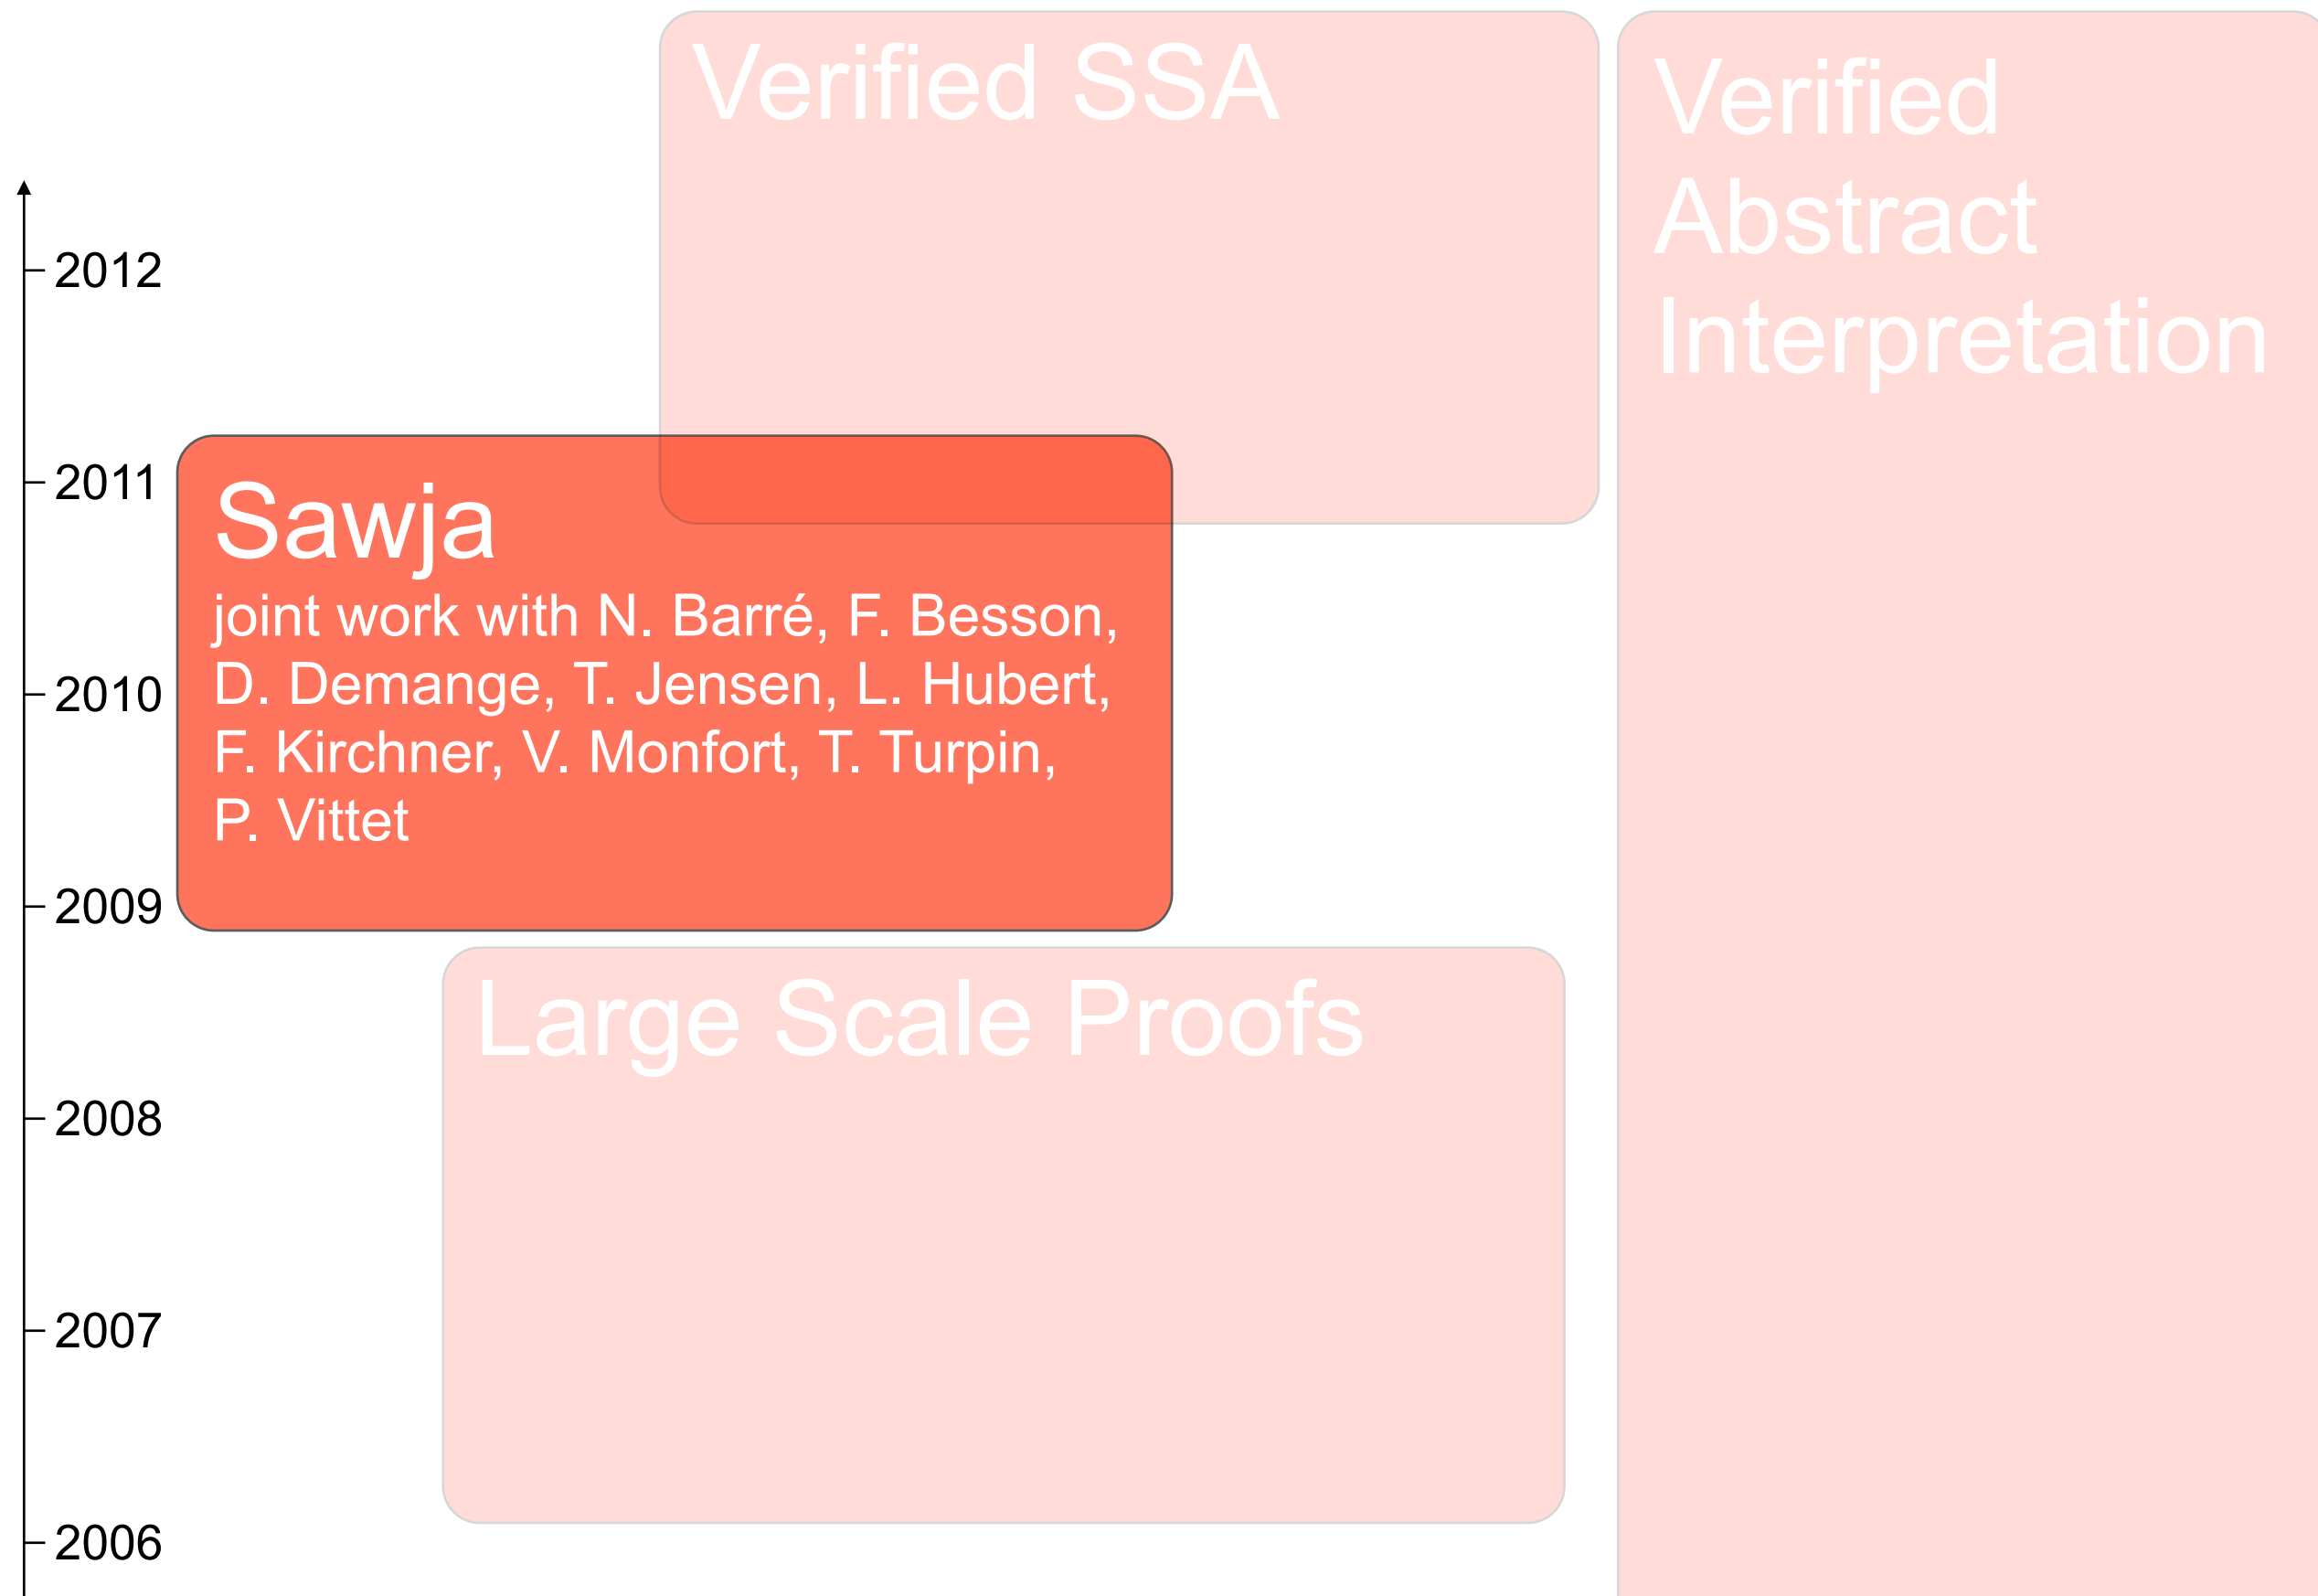 Verified SSA
Verified
Abstract
Interpretation
2012
2011
Sawja
joint work with N. Barré, F. Besson,
D. Demange, T. Jensen, L. Hubert,
F. Kirchner, V. Monfort, T. Turpin,
P. Vittet
2010
2009
Large Scale Proofs
2008
2007
2006